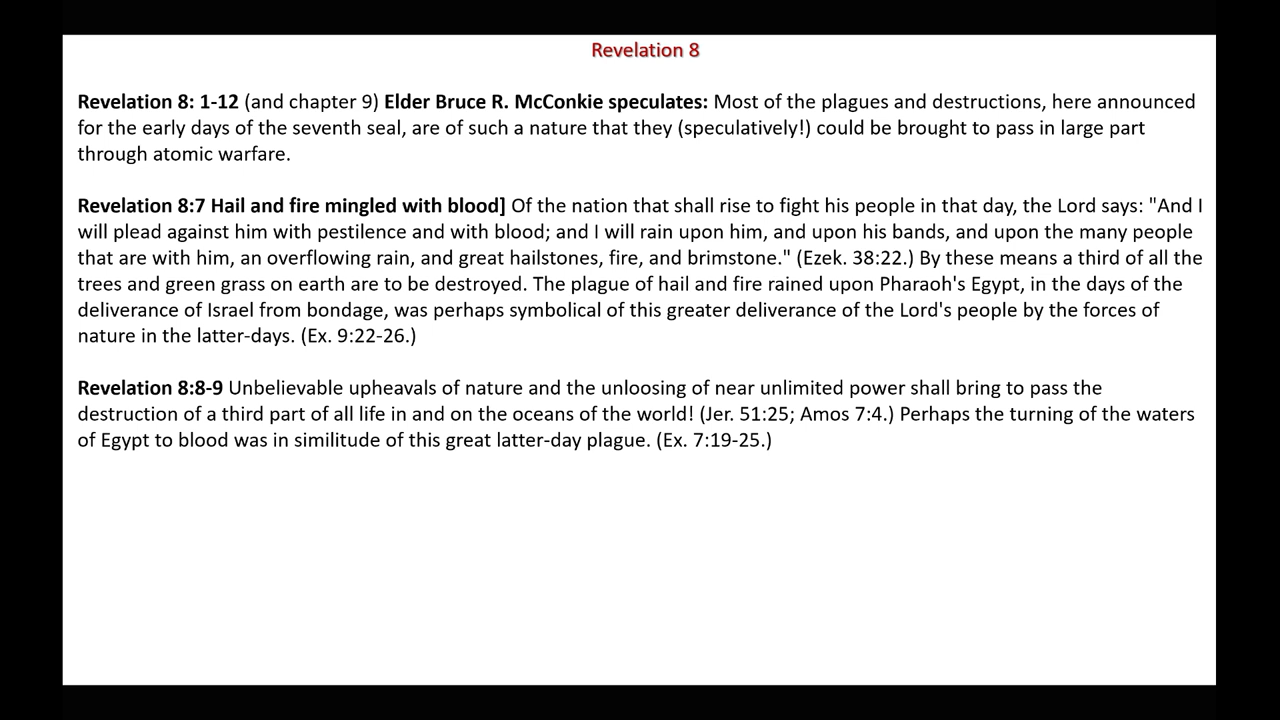 Revelation 8
Revelation 8: 1-12 (and chapter 9) Elder Bruce R. McConkie speculates: Most of the plagues and destructions, here announced
for the early days of the seventh seal, are of such a nature that they (speculatively!) could be brought to pass in large part
through atomic warfare.
Revelation 8:7 Hail and fire mingled with blood] Of the nation that shall rise to fight his people in that day, the Lord says: "And I
will plead against him with pestilence and with blood; and I will rain upon him, and upon his bands, and upon the many people
that are with him, an overflowing rain, and great hailstones, fire, and brimstone." (Ezek. 38:22.) By these means a third of all the
trees and green grass on earth are to be destroyed. The plague of hail and fire rained upon Pharaoh's Egypt, in the days of the
deliverance of Israel from bondage, was perhaps symbolical of this greater deliverance of the Lord's people by the forces of
nature in the latter-days. (Ex. 9:22-26.)
Revelation 8:8-9 Unbelievable upheavals of nature and the unloosing of near unlimited power shall bring to pass the
destruction of a third part of all life in and on the oceans of the world! (Jer. 51:25; Amos 7:4.) Perhaps the turning of the waters
of Egypt to blood was in similitude of this great latter-day plague. (Ex. 7:19-25.)